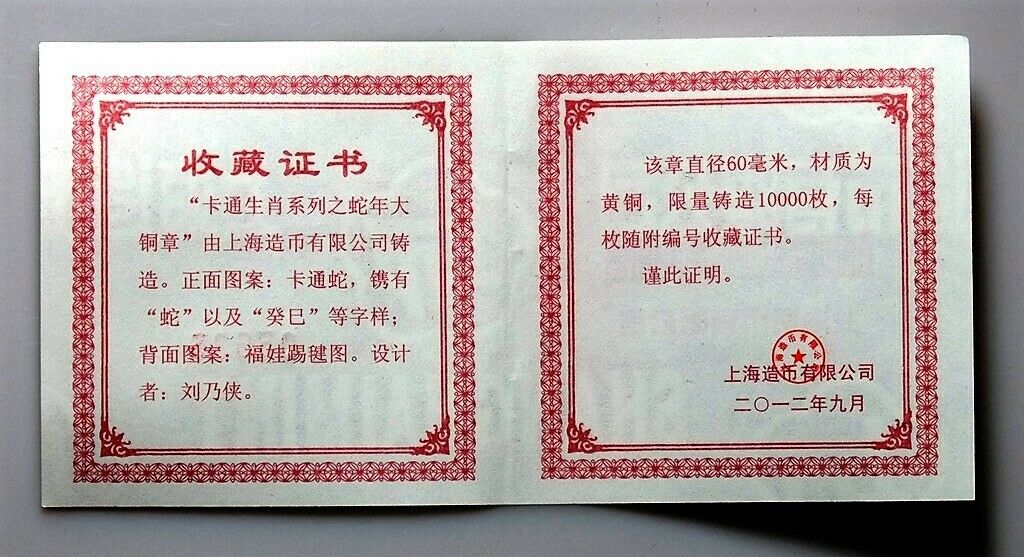 收藏证书
“卡通生肖系列之蛇年大
铜章”由上海造币有限公司铸
造。正面图案：卡通蛇，镌有
“蛇”以及“癸巳”等字样；
背面图案：福娃踢毽图。设计
者：刘乃侠。
该章直径60毫米，材质为
黄铜，限量铸造10000枚，每
枚随附编号收藏证书。
谨此证明。
上海造币有限公司
二〇一二年九月